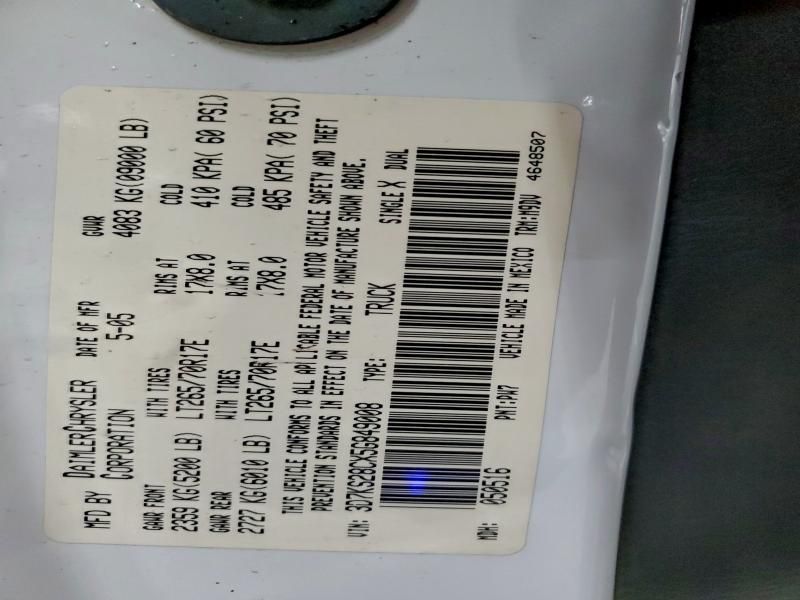 MFD BY DAIMLERCHRYSLER CORPORATION DATE OF MFR 5-05 GVWR 4083 KG(09000 LB)
GAWR FRONT WITH TIRES RIMS AT COLD
2359 KG(5200 LB) LT265/70R17E 17X8.0 410 KPA( 60 PSI)
GAWR REAR WITH TIRES RIMS AT COLD
2727 KG(6010 LB) LT265/70R17E 17X8.0 485 KPA( 70 PSI)
THIS VEHICLE CONFORMS TO ALL APPLICABLE FEDERAL MOTOR VEHICLE SAFETY AND THEFT
PREVENTION STANDARDS IN EFFECT ON THE DATE OF MANUFACTURE SHOWN ABOVE.
VIN: 3D7KS28CX5G849008 TYPE: TRUCK SINGLE X DUAL
MDH: 050516 PNT:PW7 VEHICLE MADE IN MEXICO TRM:M9DV 4648507